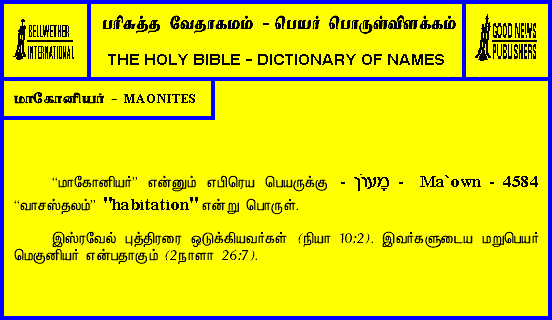 BELLWETHER
INTERNATIONAL
பரிசுத்த வேதாகமம் - பெயர் பொருள்விளக்கம்
THE HOLY BIBLE – DICTIONARY OF NAMES
GOOD NEWS
PUBLISHERS
மாகோனியர் - MAONITES
“மாகோனியர்” என்னும் எபிரெய பெயருக்கு - מָעוֹן - Ma`own - 4584
“வாசஸ்தலம்” "habitation" என்று பொருள்.
இஸ்ரவேல் புத்திரரை ஒடுக்கியவர்கள் (நியா 10:2). இவர்களுடைய மறுபெயர்
மெகுனியர் என்பதாகும் (2நாளா 26:7).